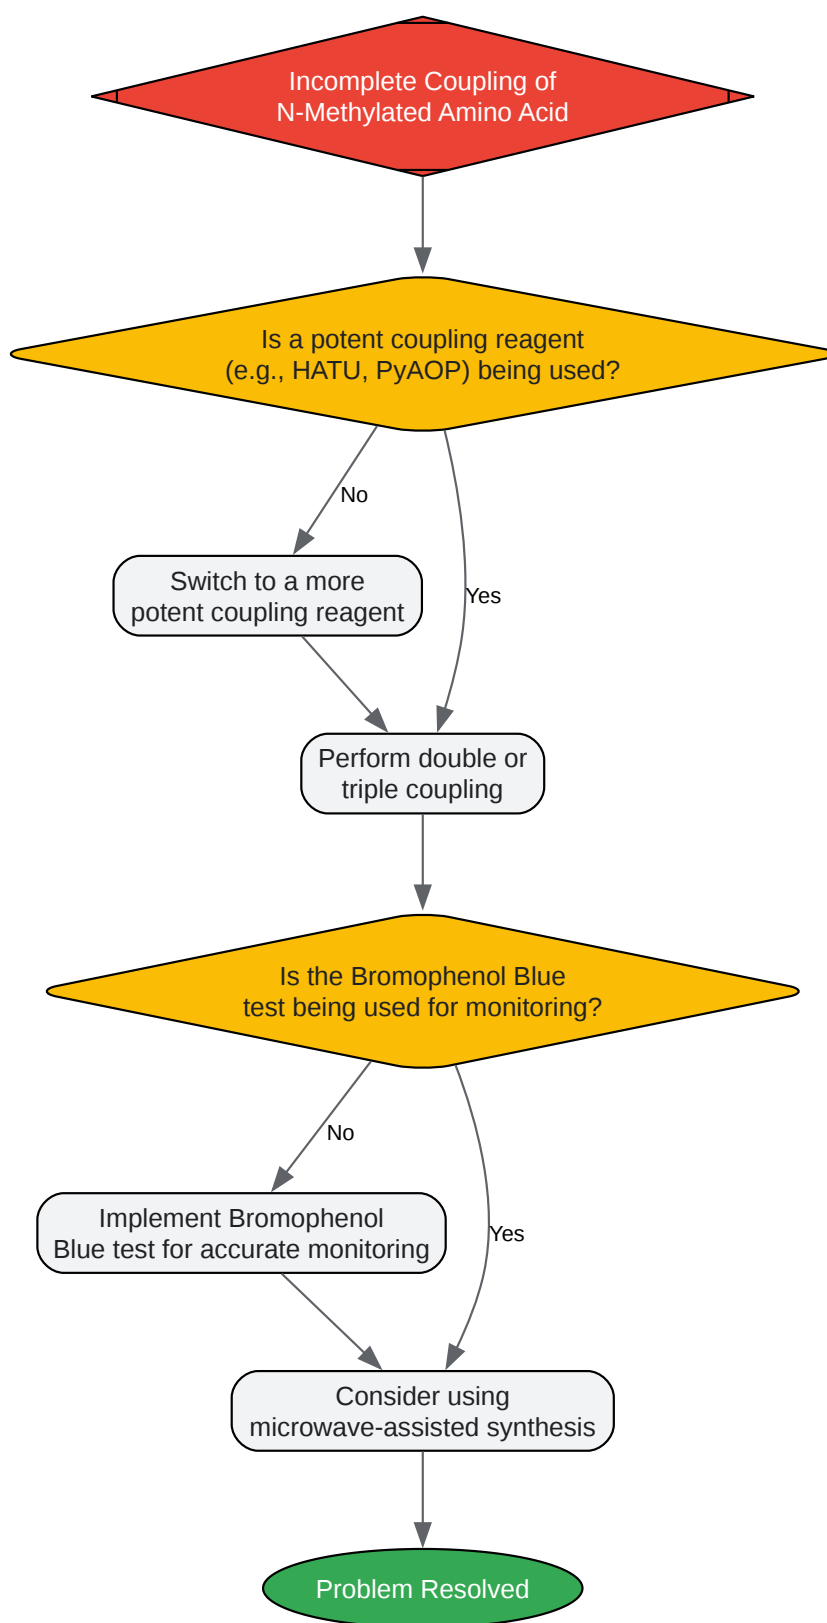 Incomplete Coupling of
N-Methylated Amino Acid
Is a potent coupling reagent
(e.g., HATU, PyAOP) being used?
No
Switch to a more
potent coupling reagent
Yes
Perform double or
triple coupling
Is the Bromophenol Blue
test being used for monitoring?
No
Implement Bromophenol
Blue test for accurate monitoring
Yes
Consider using
microwave-assisted synthesis
Problem Resolved